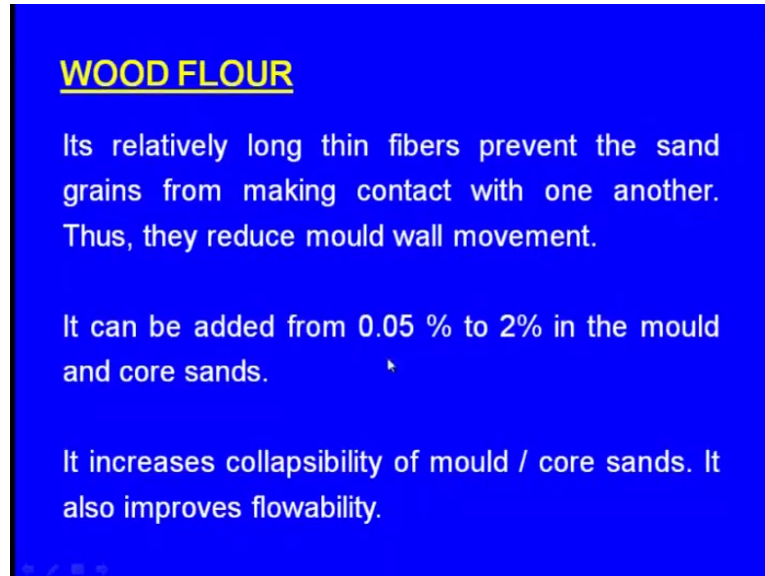 WOOD FLOUR
Its relatively long thin fibers prevent the sand
grains from making contact with one another.
Thus, they reduce mould wall movement.
It can be added from 0.05 % to 2% in the mould
and core sands.
It increases collapsibility of mould / core sands. It
also improves flowability.